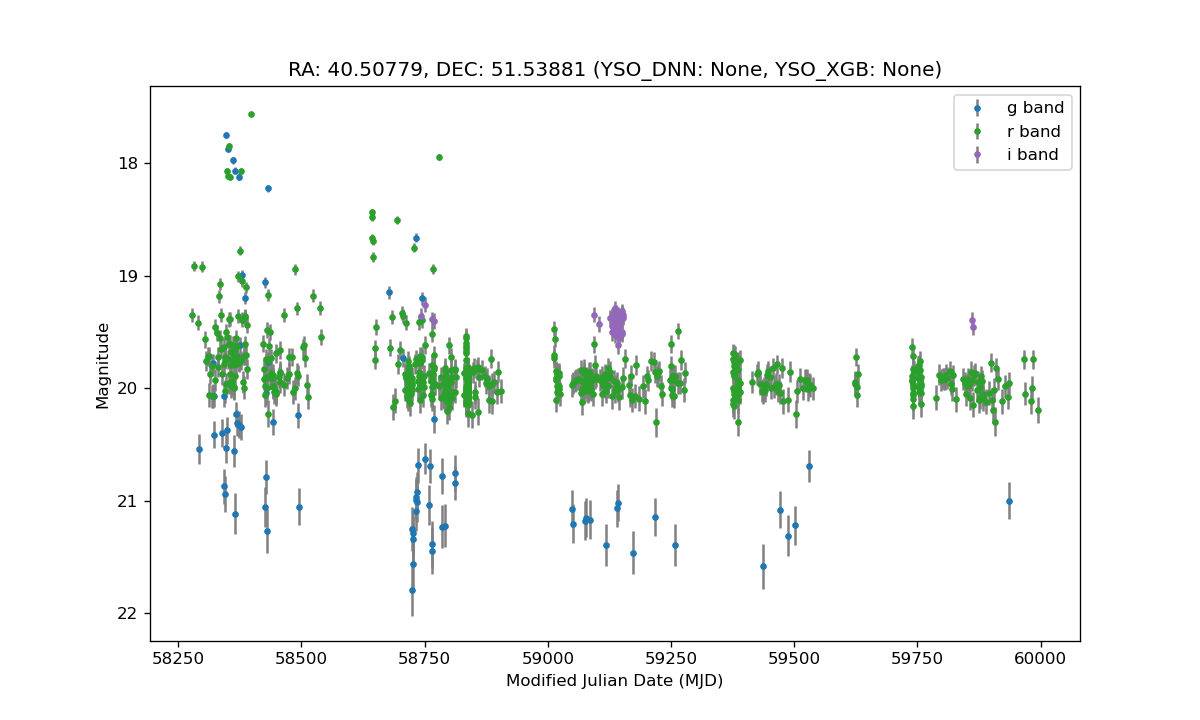 RA: 40.50779, DEC: 51.53881 (YSO_DNN: None, YSO_XGB: None)
g band
r band
i band
18
19
20
21
22
Magnitude
58250 58500 58750 59000 59250 59500 59750 60000
Modified Julian Date (MJD)